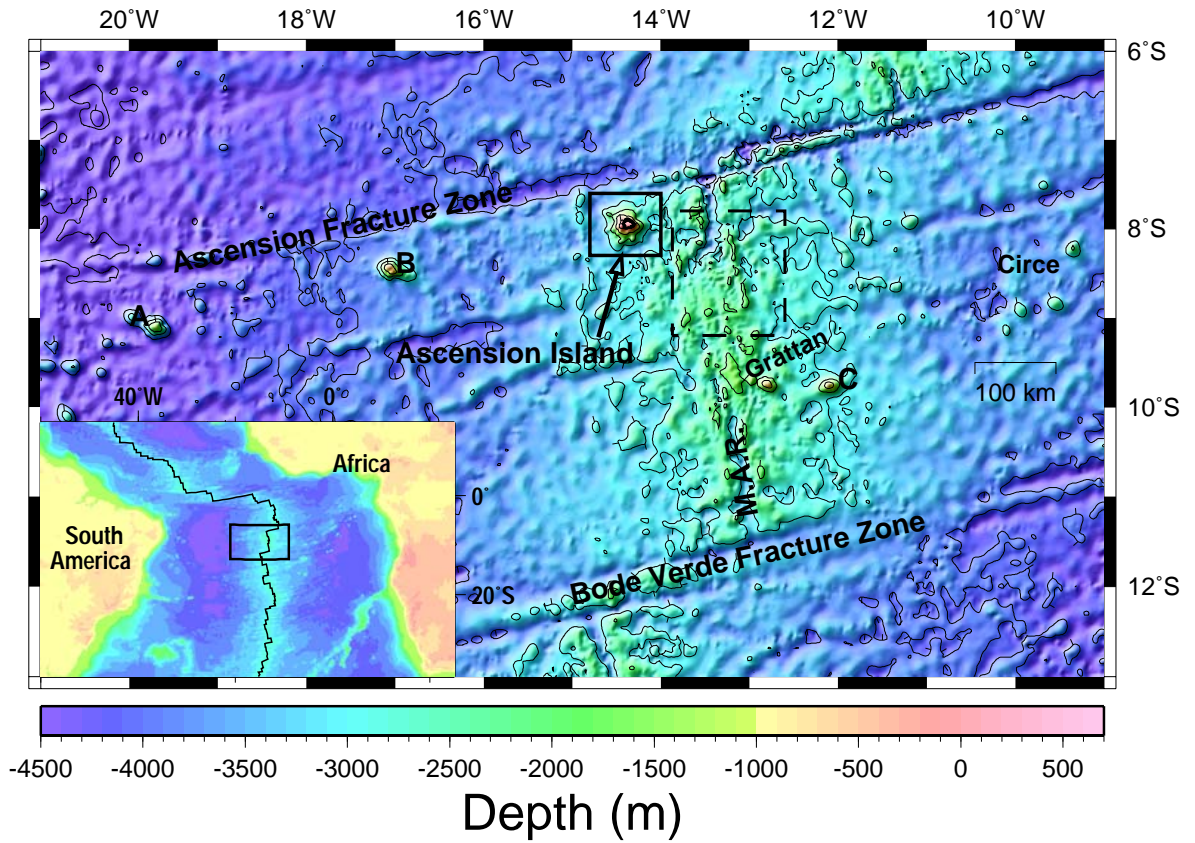 20˚W 18˚W 16˚W 14˚W 12˚W 10˚W
6˚S
8˚S
10˚S
12˚S
Ascension Fracture Zone
A
B
Circe
Ascension Island
Grattan
C
100 km
M.A.R.
Bode Verde Fracture Zone
40˚W 0˚
Africa
0˚
South
America
20˚S
-4500 -4000 -3500 -3000 -2500 -2000 -1500 -1000 -500 0 500
Depth (m)